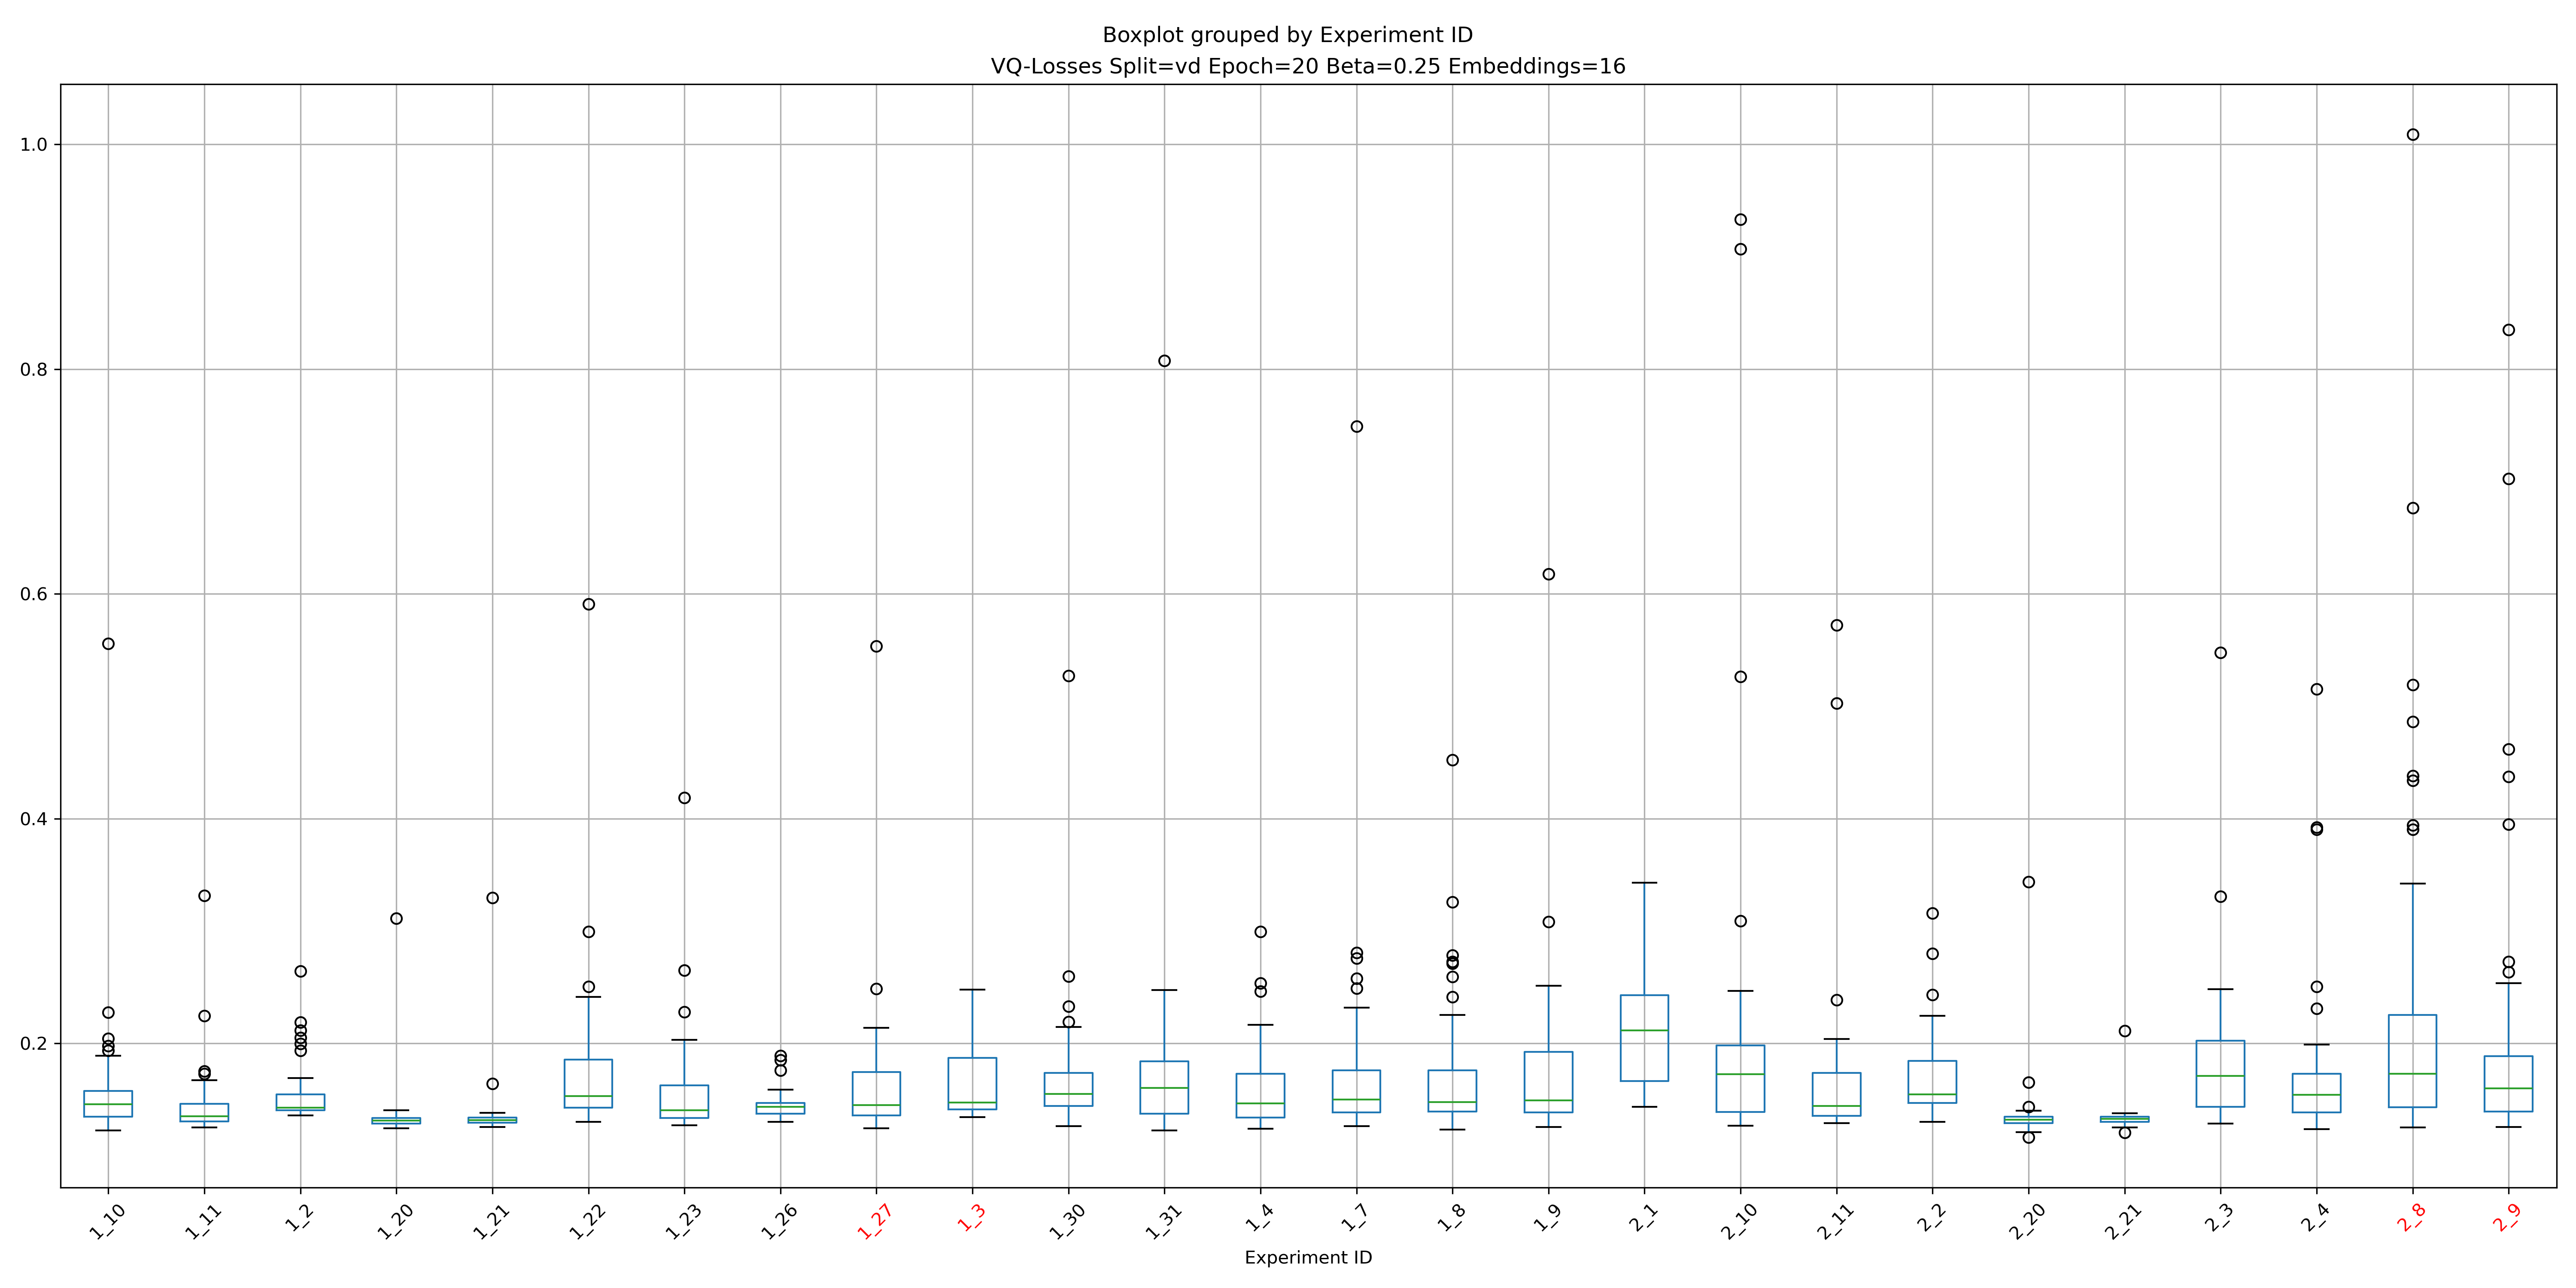 Boxplot grouped by Experiment ID
VQ-Losses Split=vd Epoch=20 Beta=0.25 Embeddings=16
1.0
0.8
0.6
0.4
0.2
1_10 1_11 1_2 1_20 1_21 1_22 1_23 1_26 1_27 1_3 1_30 1_31 1_4 1_7 1_8 1_9 2_1 2_10 2_11 2_2 2_20 2_21 2_3 2_4 2_8 2_9
Experiment ID